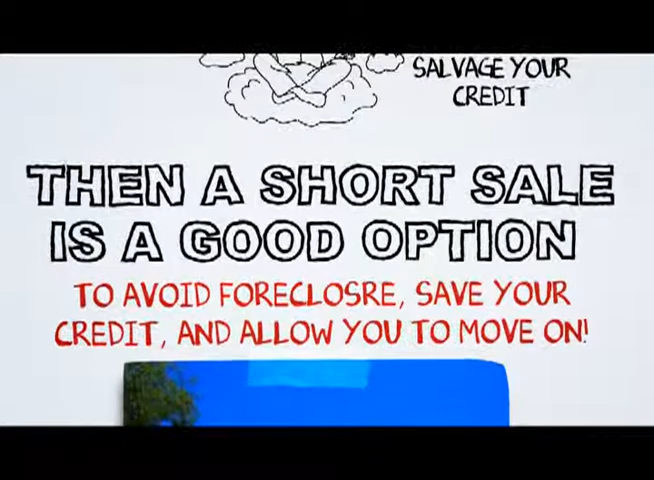 SALVAGE YOUR
CREDIT
THEN A SHORT SALE
IS A GOOD OPTION
TO AVOID FORECLOSRE, SAVE YOUR
CREDIT, AND ALLOW YOU TO MOVE ON!